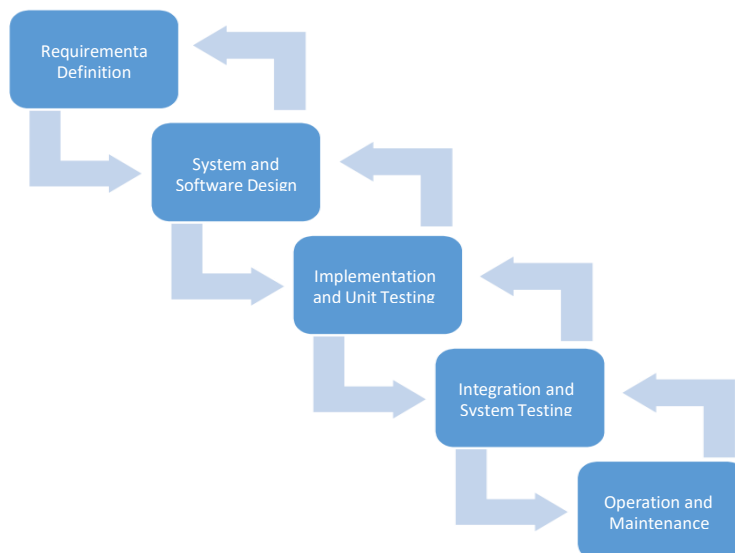 Requirementa
Definition
System and
Software Design
Implementation
and Unit Testing
Integration and
System Testing
Operation and
Maintenance